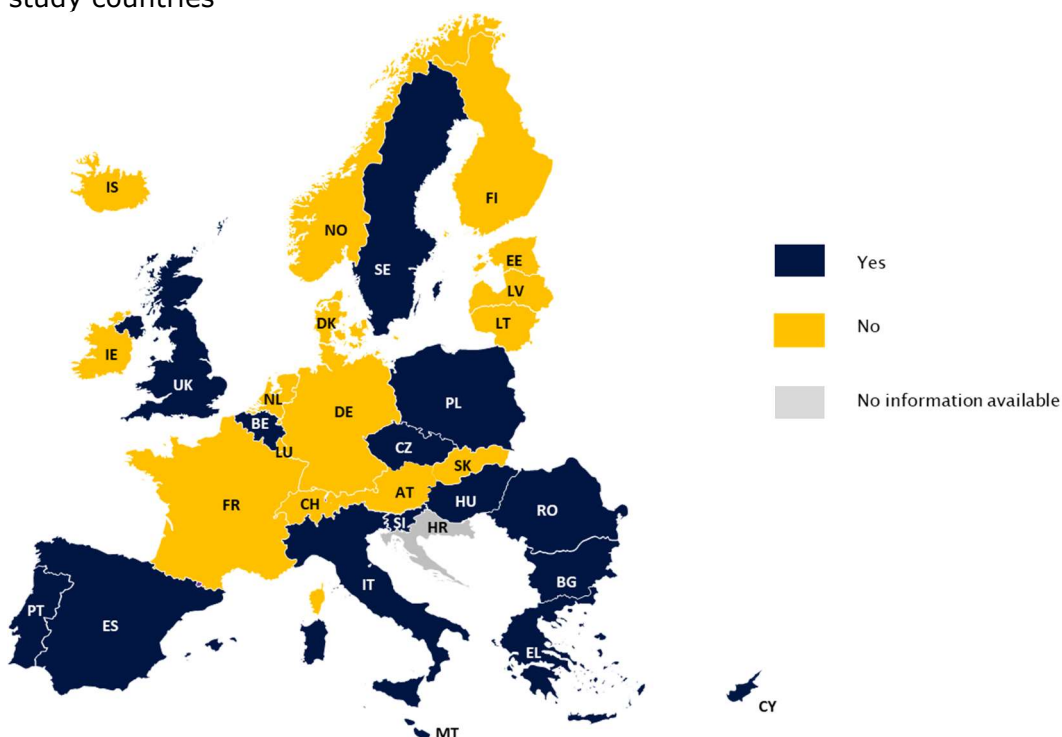 study countries
IS
FI
NO
SE
EE
LV
LT
DK
IE
UK
NL
BE
DE
PL
LU
CZ
SK
FR
CH
AT
HU
SI
HR
RO
IT
BG
PT
ES
EL
CY
MT
Yes
No
No information available